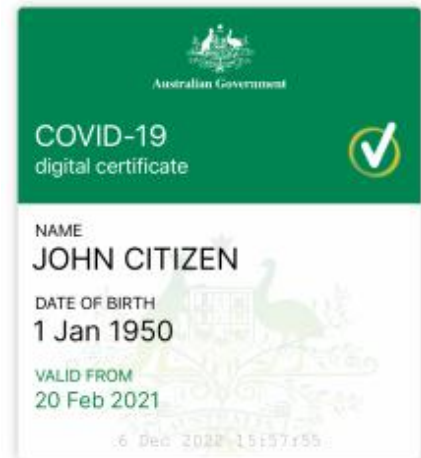 Australian Government
COVID-19
digital certificate
NAME
JOHN CITIZEN
DATE OF BIRTH
1 Jan 1950
VALID FROM
20 Feb 2021
6 Dec 2022 15:57:55